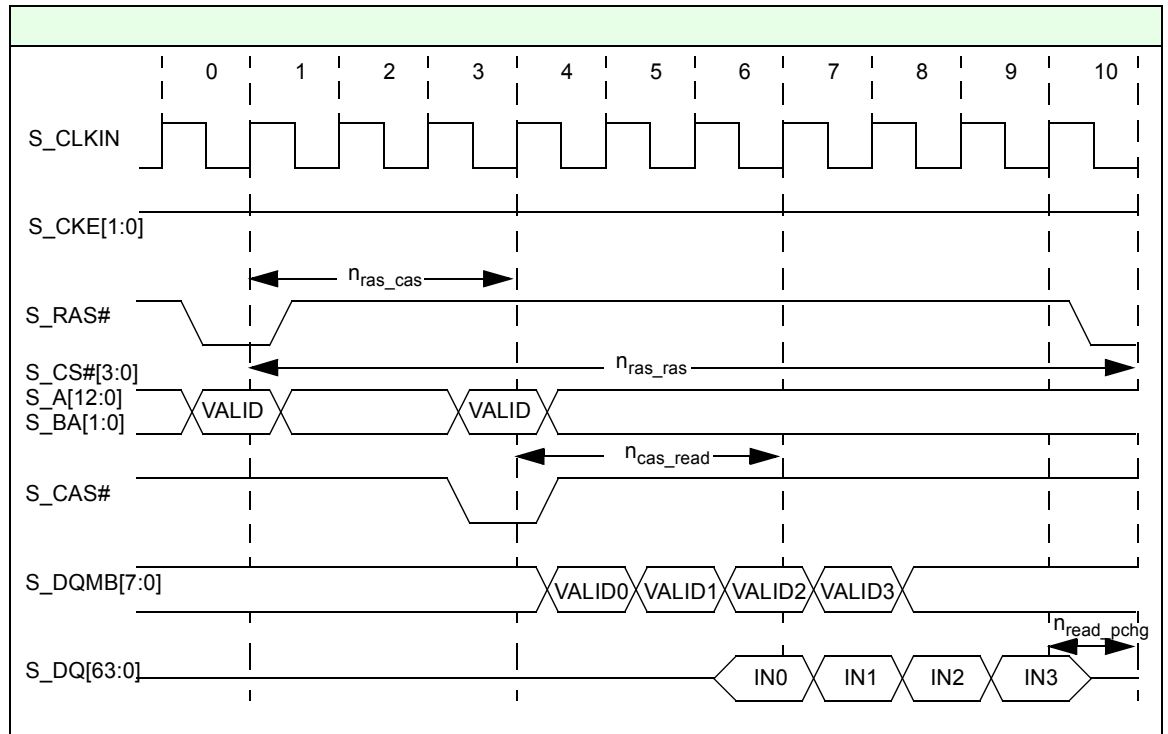 0 1 2 3 4 5 6 7 8 9 10
S_CLKIN
S_CKE[1:0]
n_ras_cas
S_RAS#
n_ras_ras
S_CS#[3:0]
S_A[12:0]
VALID VALID
S_BA[1:0]
n_cas_read
S_CAS#
S_DQMB[7:0]
VALID0 VALID1 VALID2 VALID3
n_read_pchg
S_DQ[63:0]
IN0 IN1 IN2 IN3